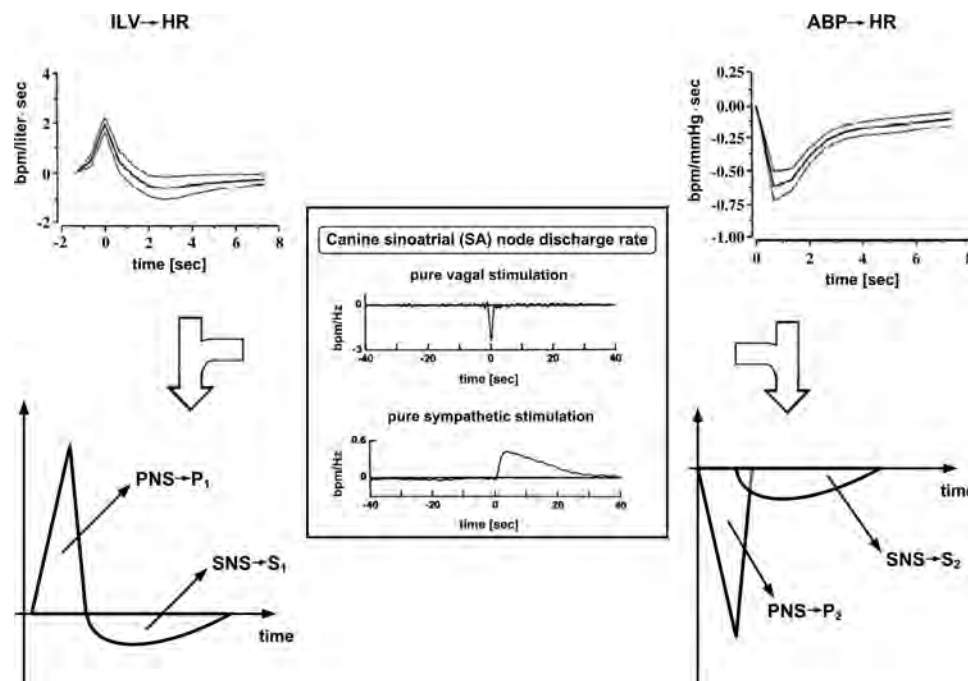 ILV→HR
ABP→HR
bpm/liter·sec
4
2
0
-2
-2 0 2 4 6 8
time [sec]
bpm/mmHg·sec
0.25
0.00
-0.25
-0.50
-0.75
-1.00
0 2 4 6 8
time [sec]
Canine sinoatrial (SA) node discharge rate
pure vagal stimulation
bpm/Hz
0
-3
-40 -20 0 20 40
time [sec]
pure sympathetic stimulation
bpm/Hz
0.6
0
-40 -20 0 20 40
time [sec]
PNS→P₁
SNS→S₁
time
time
SNS→S₂
PNS→P₂